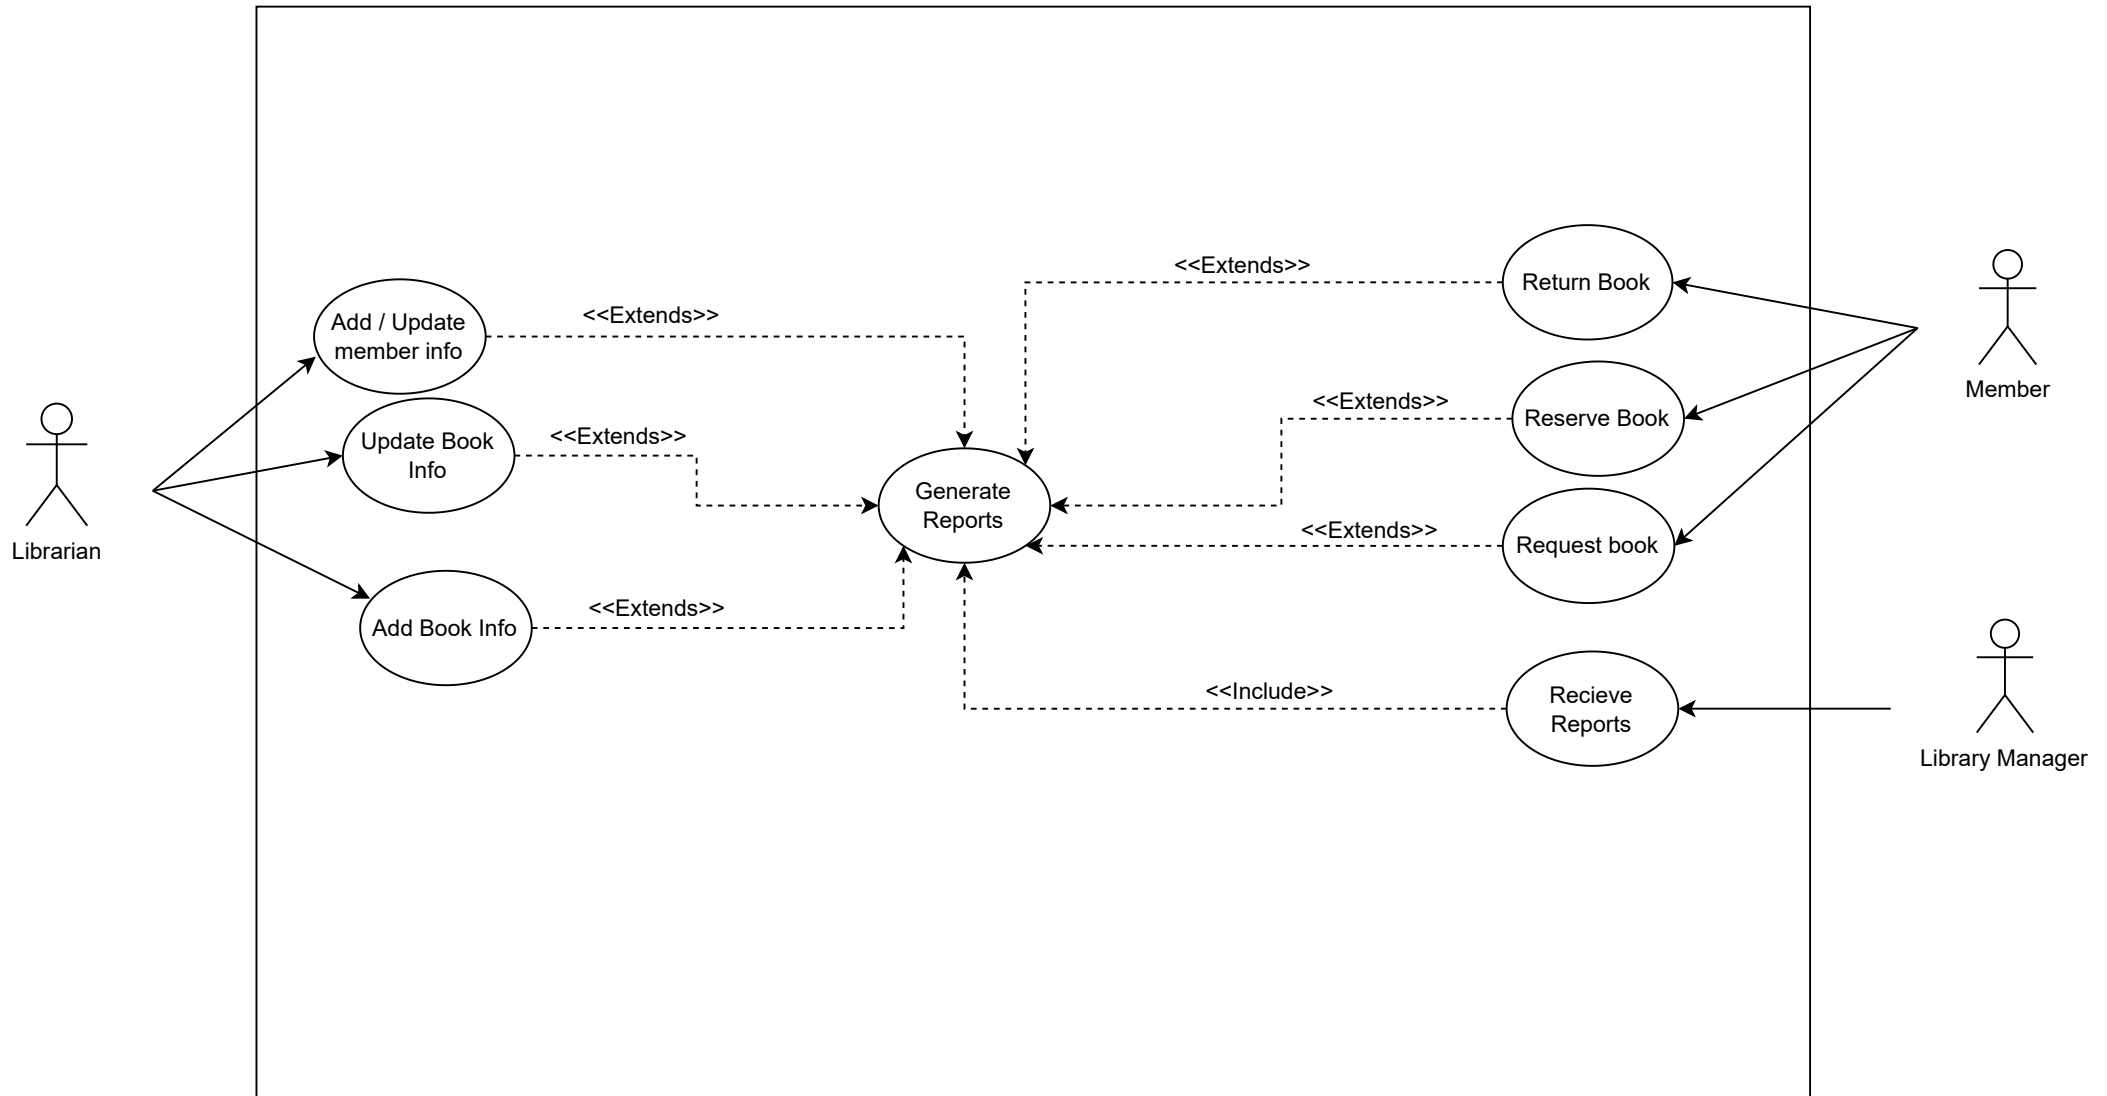 <<Extends>>
Return Book
Add / Update
member info
<<Extends>>
Member
<<Extends>>
Reserve Book
Update Book
Info
<<Extends>>
Generate
Reports
<<Extends>>
Request book
Librarian
<<Extends>>
Add Book Info
<<Include>>
Recieve
Reports
Library Manager